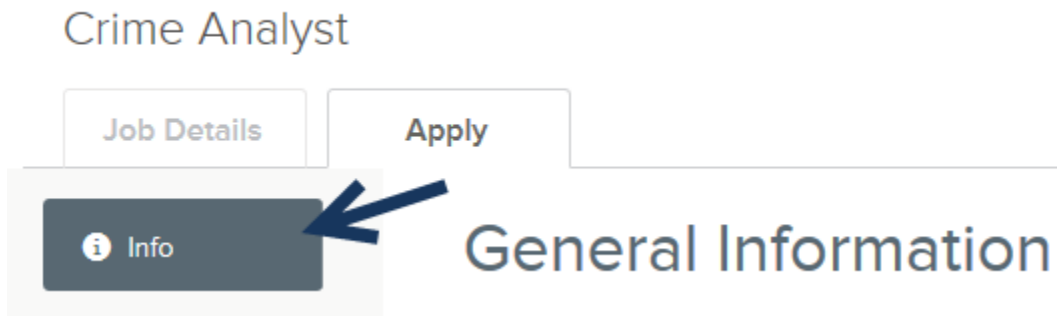 Crime Analyst
Job Details
Apply
Info
General Information